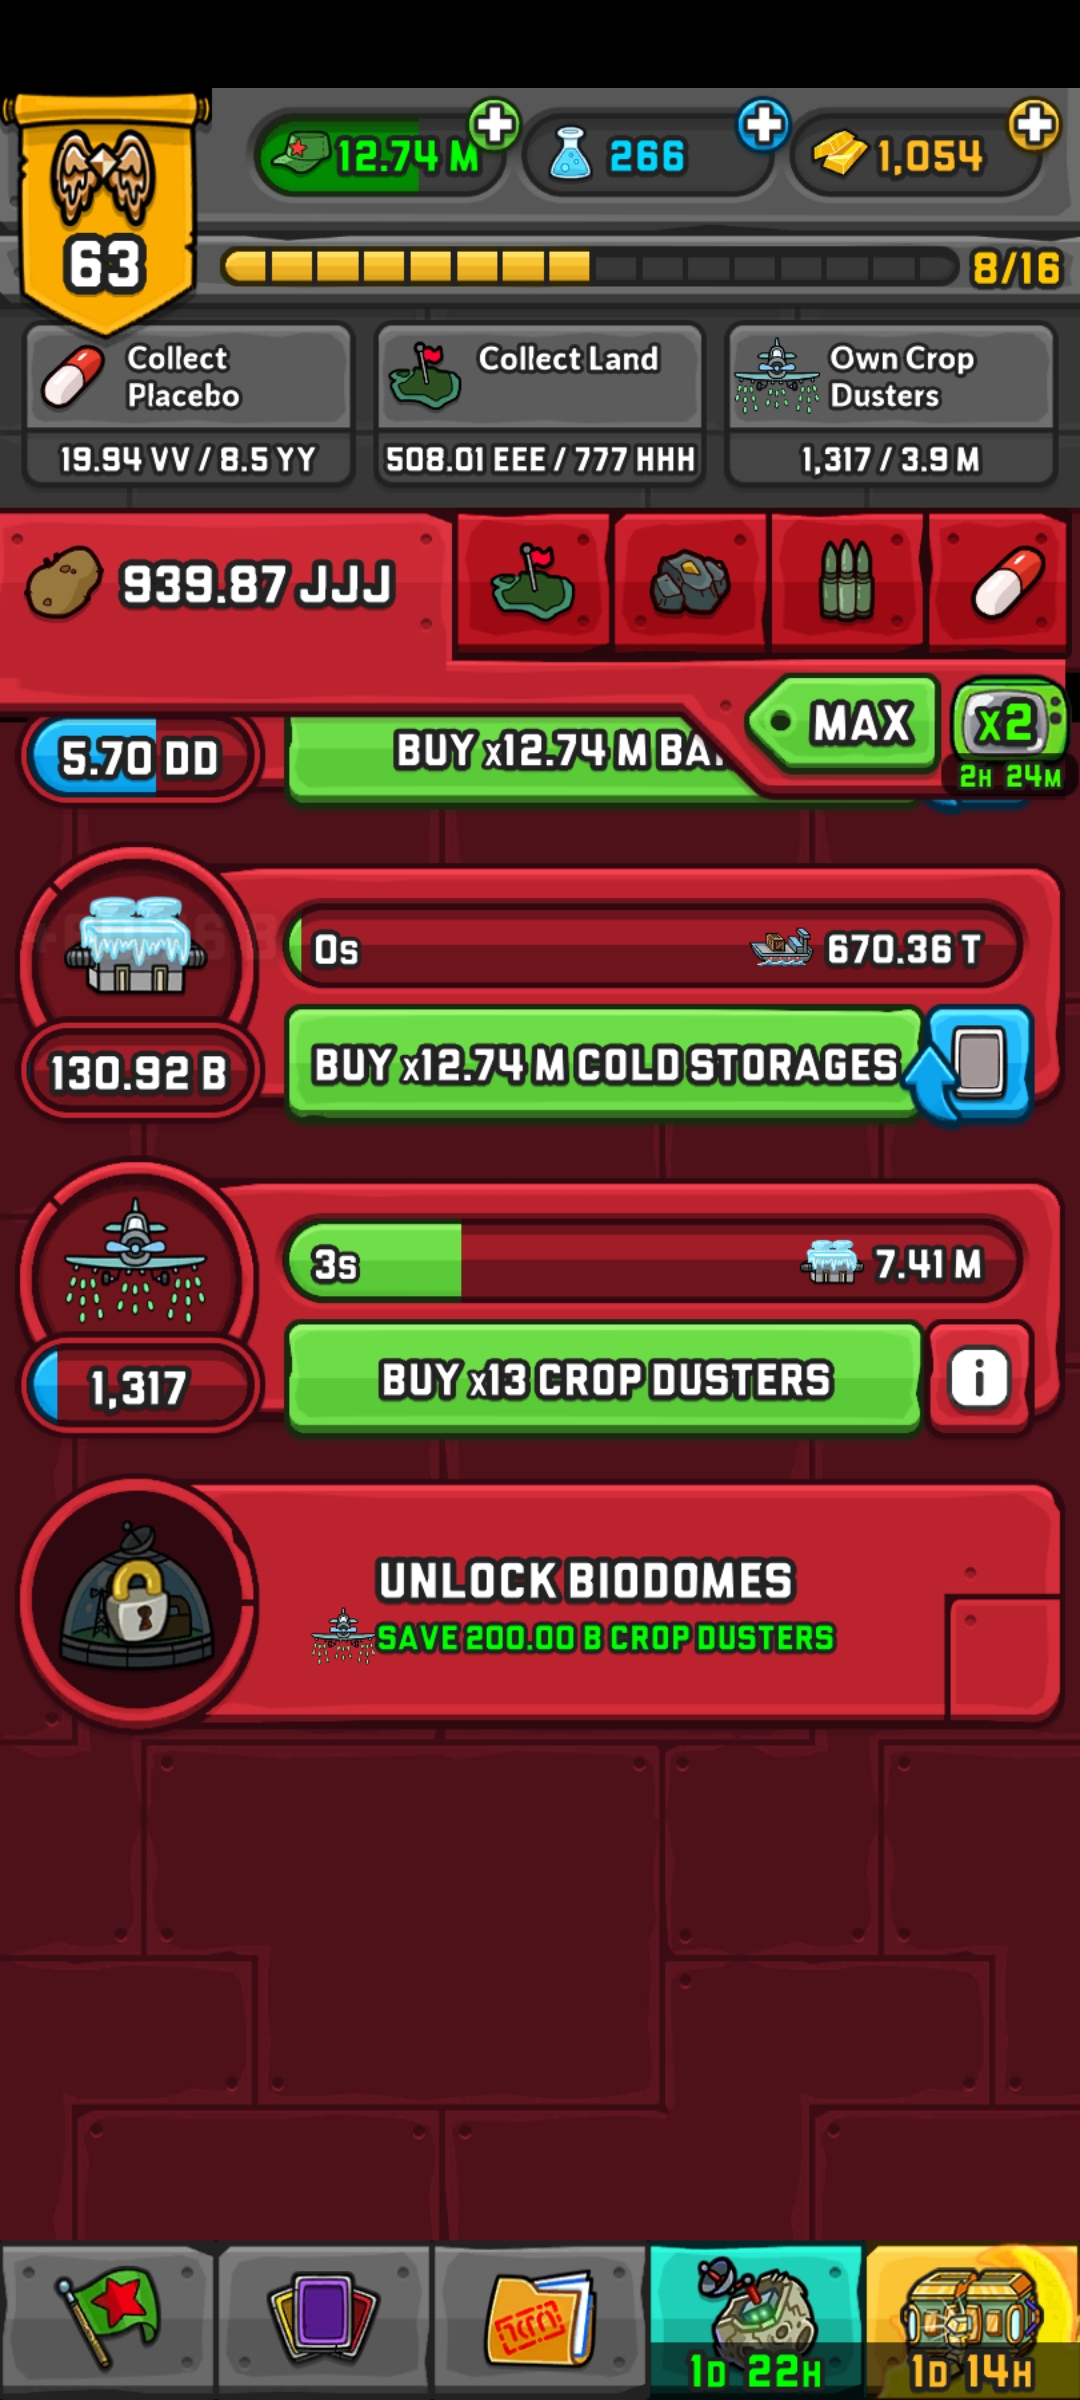 12.74 M
266
1,054
63
8/16
Collect
Placebo
19.94 VV / 8.5 YY
Collect Land
508.01 EEE / 777 HHH
Own Crop
Dusters
1,317 / 3.9 M
939.87 JJJ
MAX
x2
2H 24M
5.70 DD
BUY x12.74 M
0s
670.36 T
130.92 B
BUY x12.74 M COLD STORAGES
3s
7.41 M
1,317
BUY x13 CROP DUSTERS
i
UNLOCK BIODOMES
SAVE 200.00 B CROP DUSTERS
1D 22H
1D 14H